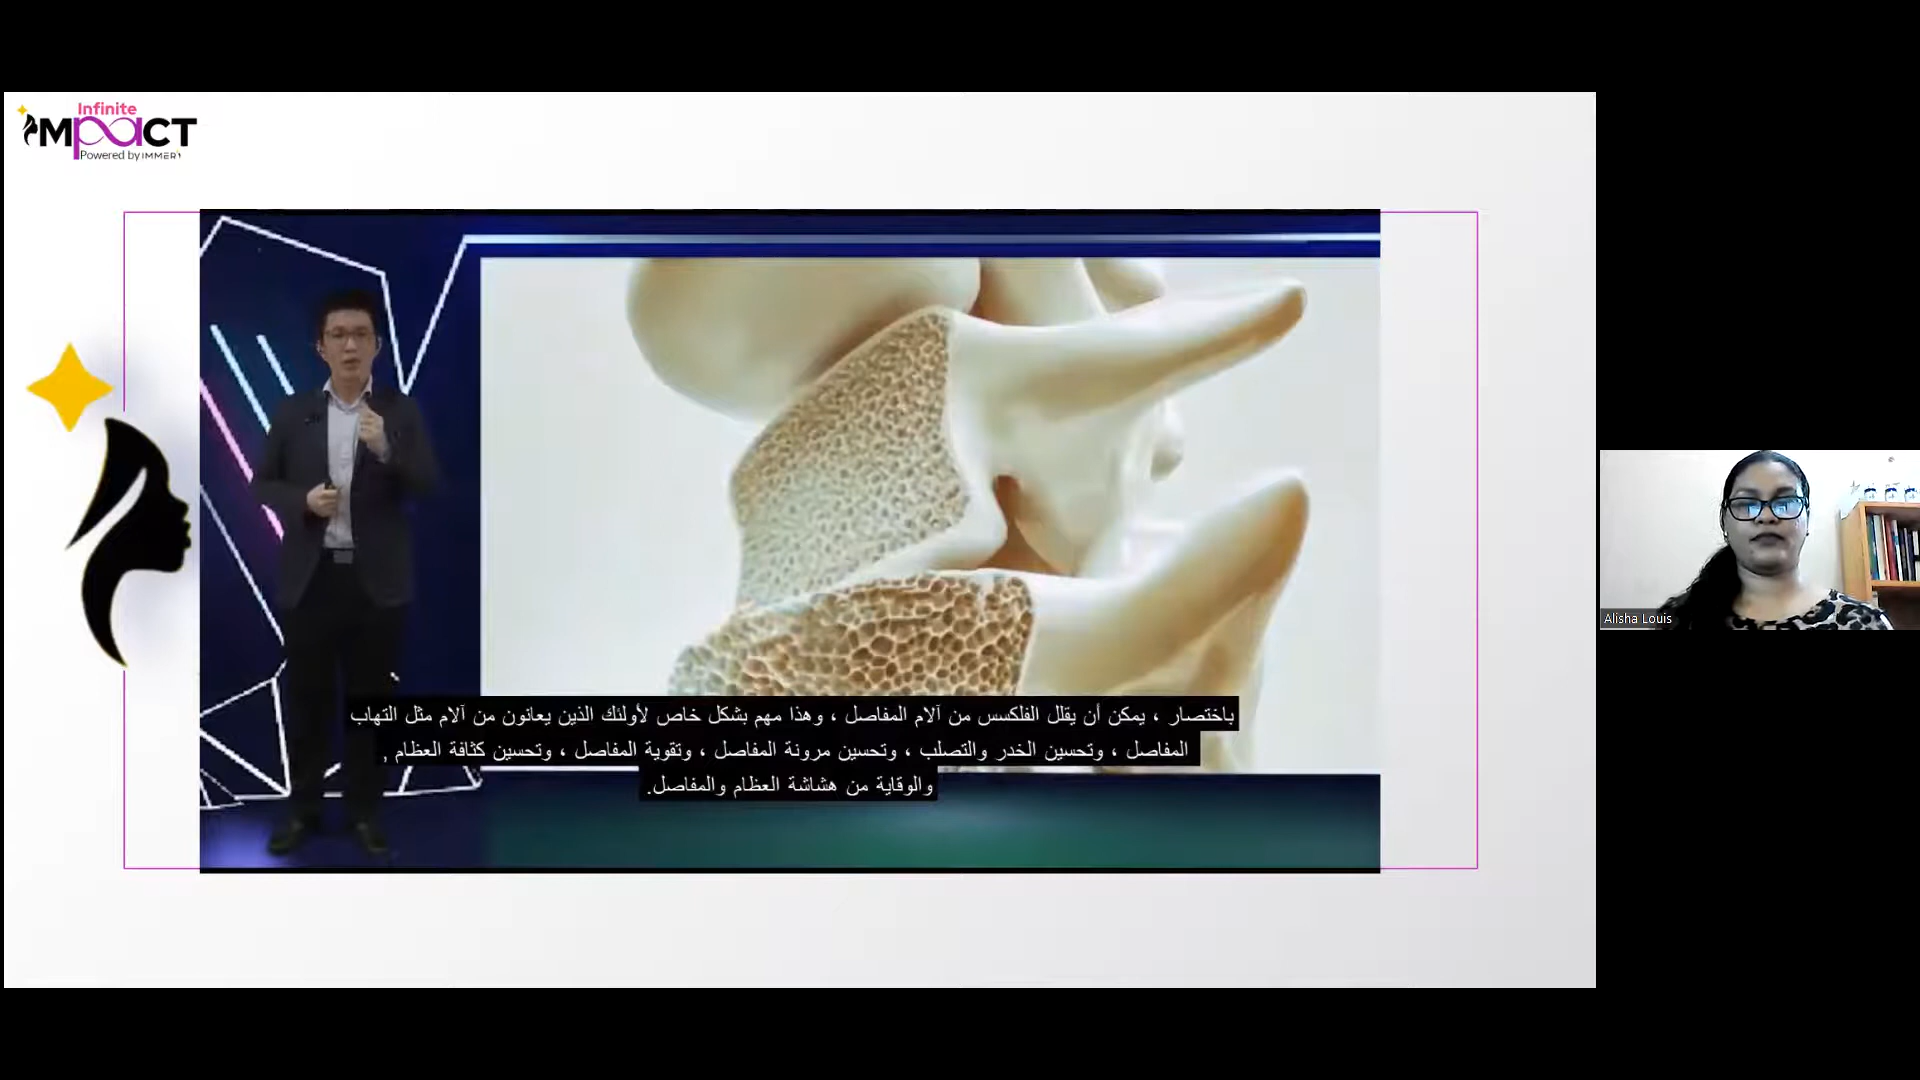 Infinite
iMPACT
Powered by IMMERI
باختصار ، يمكن أن يقلل الفلكسس من آلام المفاصل ، وهذا مهم بشكل خاص لأولئك الذين يعانون من آلام مثل التهاب
المفاصل ، وتحسين الخدر والتصلب ، وتحسين مرونة المفاصل ، وتقوية المفاصل ، وتحسين كثافة العظام ,
والوقاية من هشاشة العظام والمفاصل.
Alisha Louis